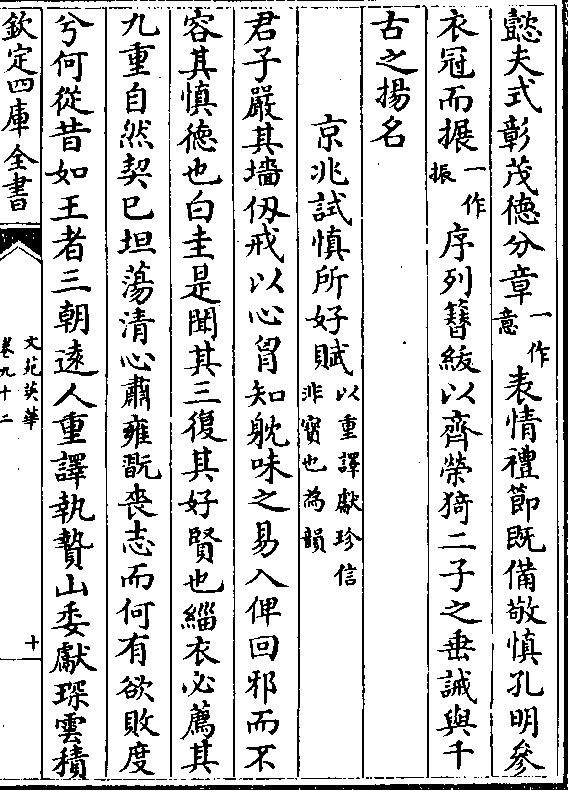 懿夫式彰茂德分章一作意表情禮節既備敬慎孔明參
衣冠而振一作振序列簪紱以齊榮猗二子之垂誡與千
古之揚名
京兆試慎所好賦以重譯獻珍信非寶也為韻
君子嚴其墻仭戒以心胷知躭味之易入俾回邪而不
容其慎德也白圭是聞其三復其好賢也緇衣必薦其
九重自然契已坦蕩清心肅雍翫喪志而何有欲敗度
兮何從昔如王者三朝遠人重譯執贄山委獻琛雲積
欽定四庫全書
文苑英華
卷九十二
十